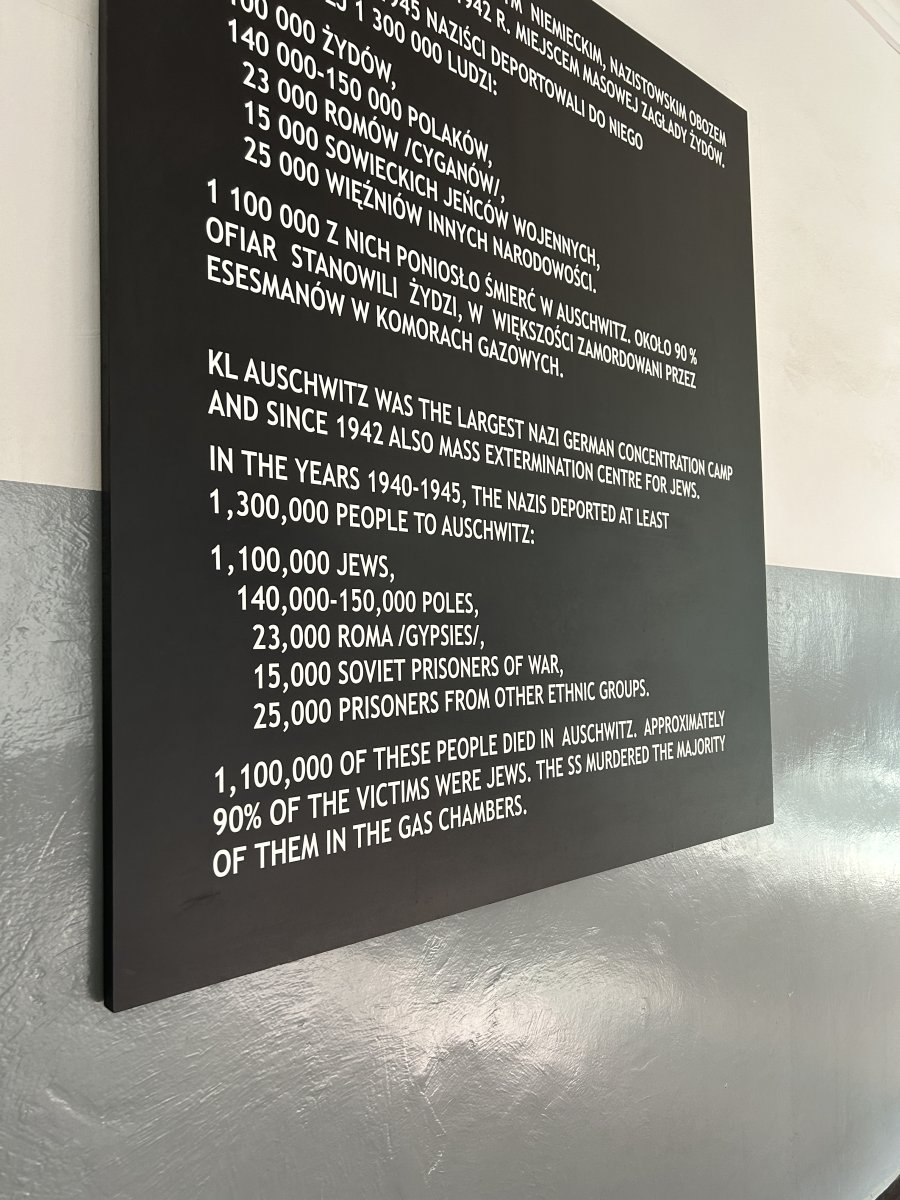 NIEMIECKIM, NAZISTOWSKIM OBOZEM
1942 R. MIEJSCEM MASOWEJ ZAGŁADY ŻYDÓW.
1945 NAZIŚCI DEPORTOWALI DO NIEGO
1 300 000 LUDZI:
100 000 ŻYDÓW,
140 000-150 000 POLAKÓW,
23 000 ROMÓW /CYGANÓW/,
15 000 SOWIECKICH JEŃCÓW WOJENNYCH,
25 000 WIĘŹNIÓW INNYCH NARODOWOŚCI.
1 100 000 Z NICH PONIOSŁO ŚMIERĆ W AUSCHWITZ. OKOŁO 90 %
OFIAR STANOWILI ŻYDZI, W WIĘKSZOŚCI ZAMORDOWANI PRZEZ
ESESMANÓW W KOMORACH GAZOWYCH.
KL AUSCHWITZ WAS THE LARGEST NAZI GERMAN CONCENTRATION CAMP
AND SINCE 1942 ALSO MASS EXTERMINATION CENTRE FOR JEWS.
IN THE YEARS 1940-1945, THE NAZIS DEPORTED AT LEAST
1,300,000 PEOPLE TO AUSCHWITZ:
1,100,000 JEWS,
140,000-150,000 POLES,
23,000 ROMA /GYPSIES/,
15,000 SOVIET PRISONERS OF WAR,
25,000 PRISONERS FROM OTHER ETHNIC GROUPS.
1,100,000 OF THESE PEOPLE DIED IN AUSCHWITZ. APPROXIMATELY
90% OF THE VICTIMS WERE JEWS. THE SS MURDERED THE MAJORITY
OF THEM IN THE GAS CHAMBERS.